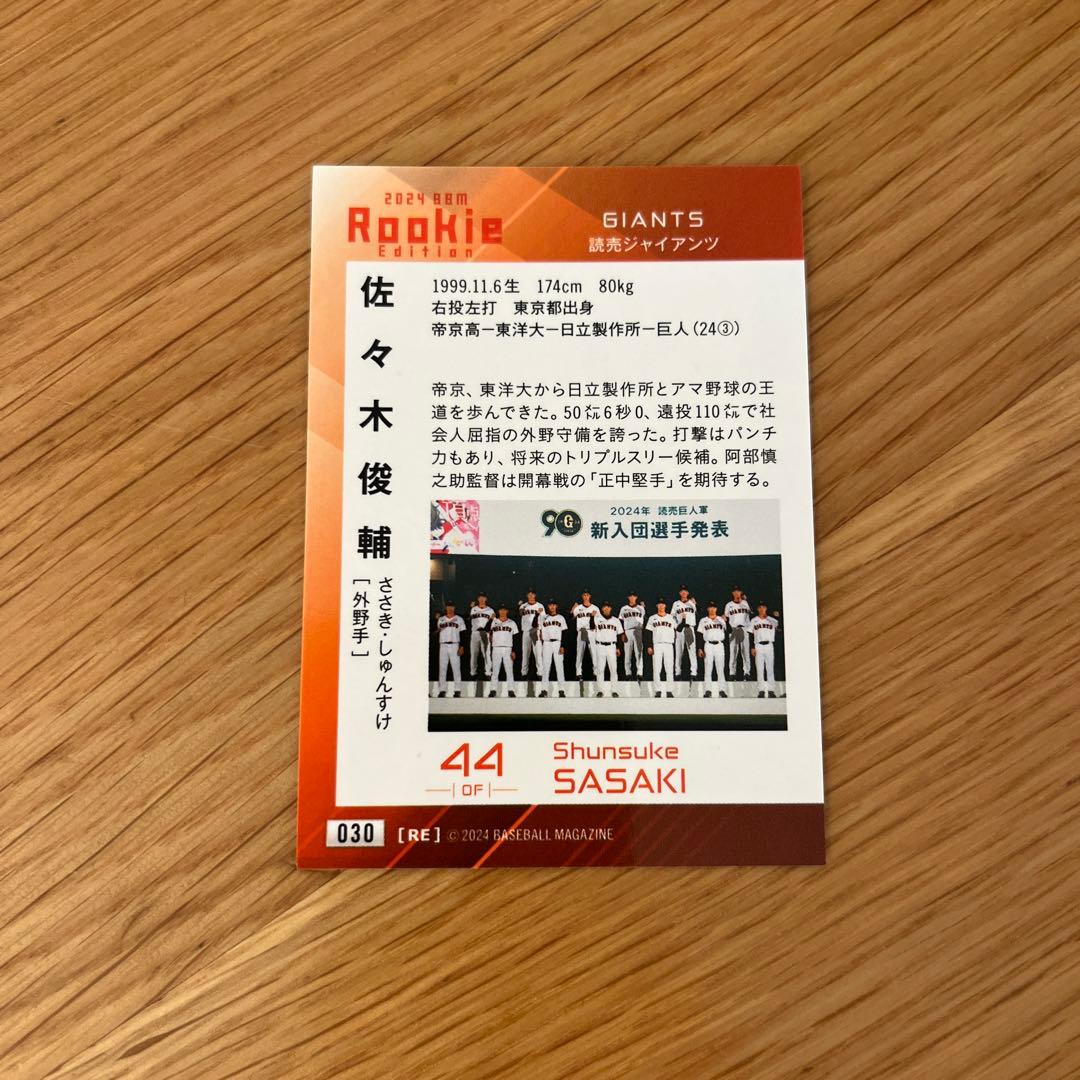 2024 BBM
Rookie
Edition
GIANTS
読売ジャイアンツ
佐々木俊輔
ささき・しゅんすけ
[外野手]
1999.11.6生 174cm 80kg
右投左打 東京都出身
帝京高ー東洋大ー日立製作所ー巨人(24③)
帝京、東洋大から日立製作所とアマ野球の王
道を歩んできた。50㍍6秒0、遠投110㍍で社
会人屈指の外野守備を誇った。打撃はパンチ
力もあり、将来のトリプルスリー候補。阿部慎
之助監督は開幕戦の「正中堅手」を期待する。
90
G
2024年 読売巨人軍
新入団選手発表
44
OF
Shunsuke
SASAKI
030
[RE] © 2024 BASEBALL MAGAZINE